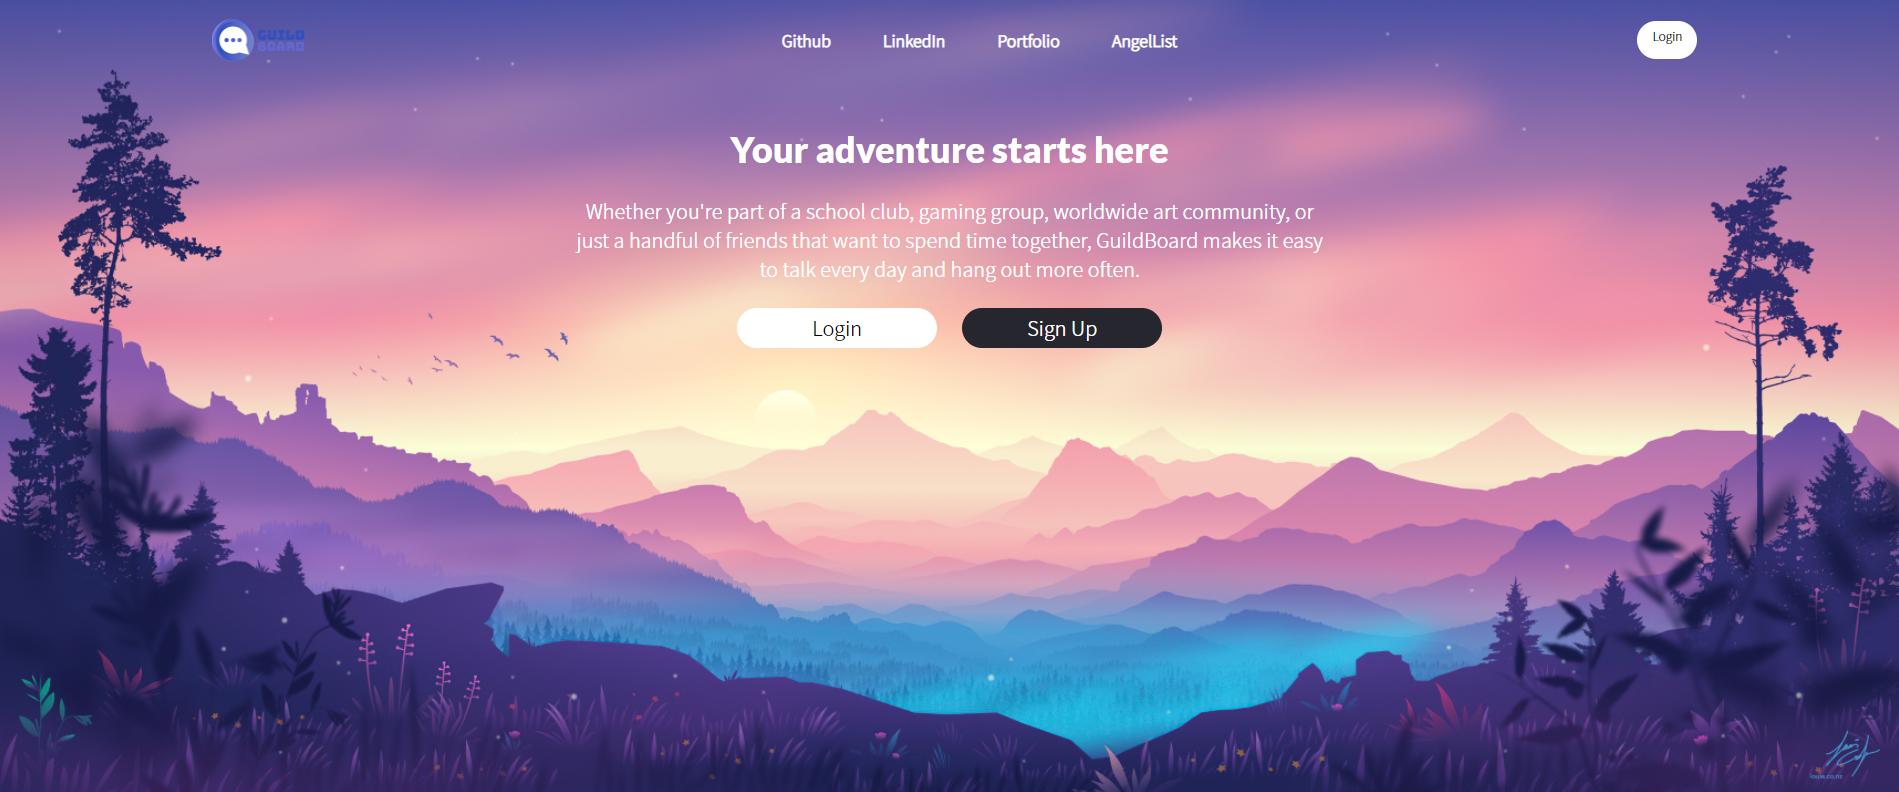 GUILD
BOARD
Github LinkedIn Portfolio AngelList
Login
Your adventure starts here
Whether you're part of a school club, gaming group, worldwide art community, or
just a handful of friends that want to spend time together, GuildBoard makes it easy
to talk every day and hang out more often.
Login Sign Up